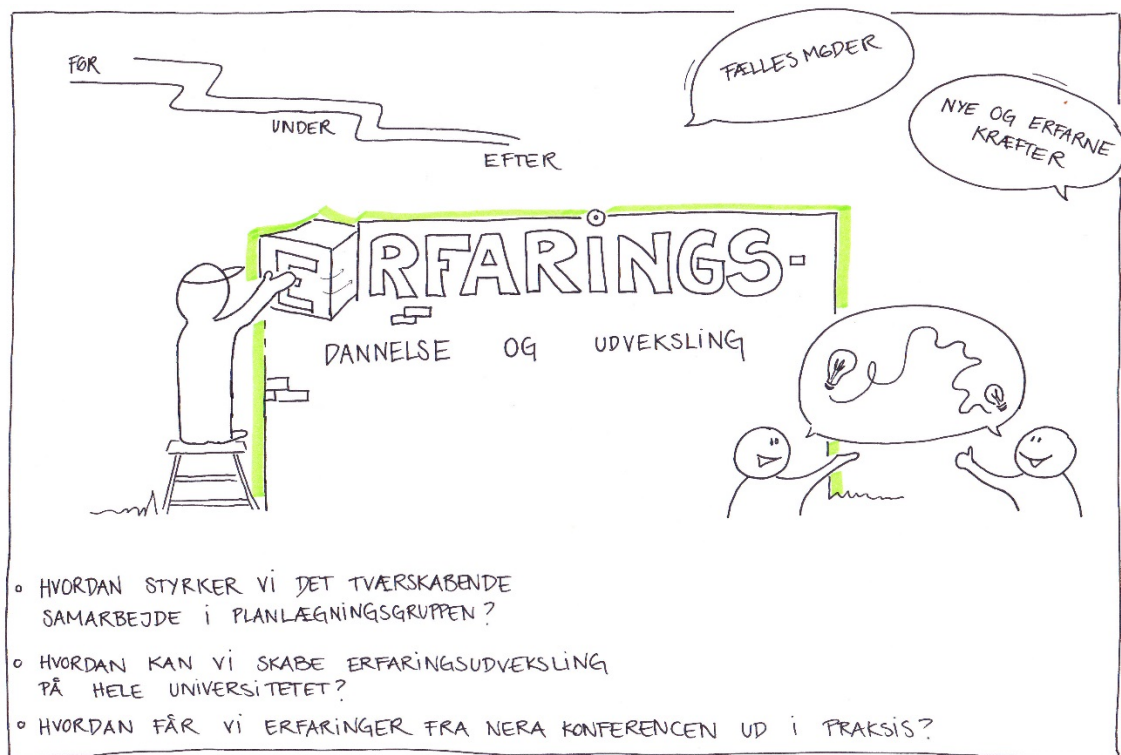 FØR
UNDER
EFTER
FÆLLES MØDER
NYE OG ERFARNE
KRÆFTER
ERFARINGS-
DANNELSE OG UDVEKSLING
• HVORDAN STYRKER VI DET TVÆRSKABENDE
SAMARBEJDE I PLANLÆGNINGSGRUPPEN?
• HVORDAN KAN VI SKABE ERFARINGSUDVEKSLING
PÅ HELE UNIVERSITETET?
• HVORDAN FÅR VI ERFARINGER FRA NERA KONFERENCEN UD I PRAKSIS?